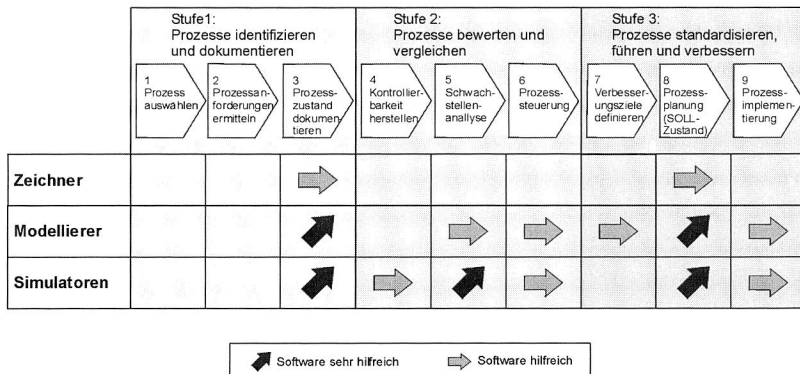 Stufe1:
Prozesse identifizieren
und dokumentieren
Stufe 2:
Prozesse bewerten und
vergleichen
Stufe 3:
Prozesse standardisieren,
führen und verbessern
1
Prozess
auswählen
2
Prozessan-
forderungen
ermitteln
3
Prozess-
zustand
dokumen-
tieren
4
Kontrollier-
barkeit
herstellen
5
Schwach-
stellen-
analyse
6
Prozess-
steuerung
7
Verbesser-
ungsziele
definieren
8
Prozess-
planung
(SOLL-
Zustand)
9
Prozess-
implemen-
tierung
Zeichner
Modellierer
Simulatoren
Software sehr hilfreich
Software hilfreich